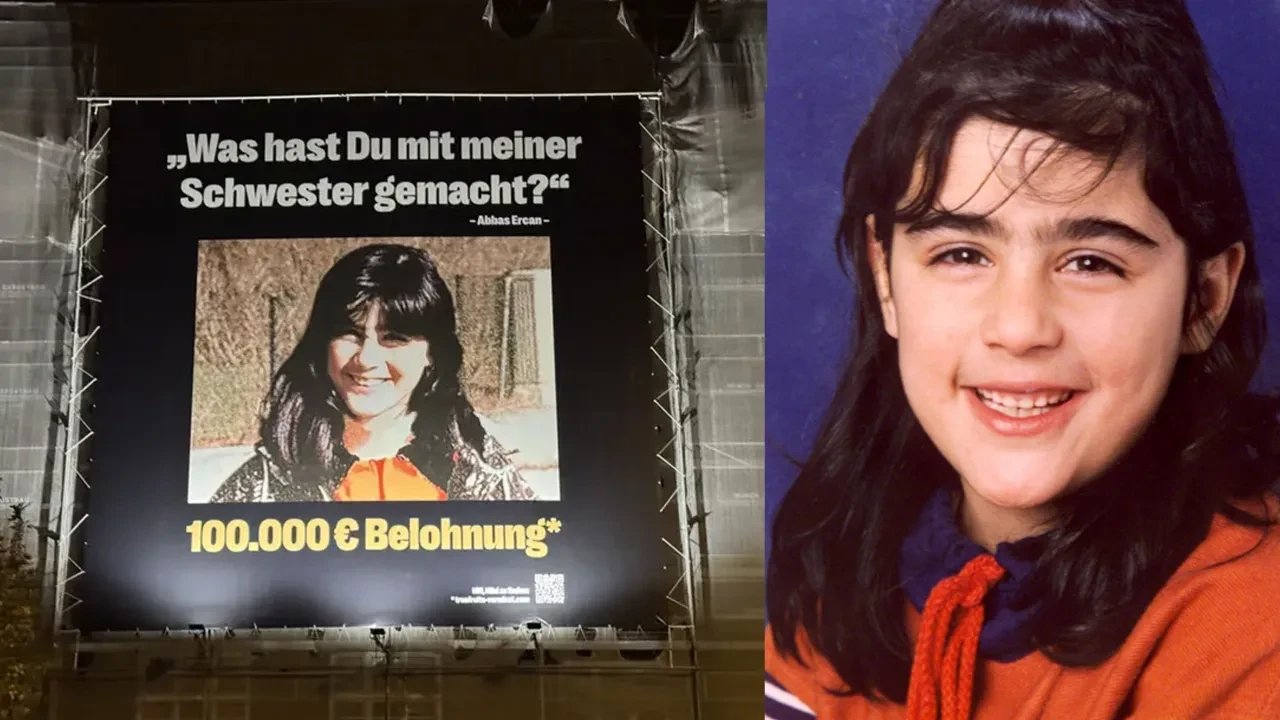 „Was hast Du mit meiner
Schwester gemacht?“
– Abbas Ercan –
100.000 € Belohnung*